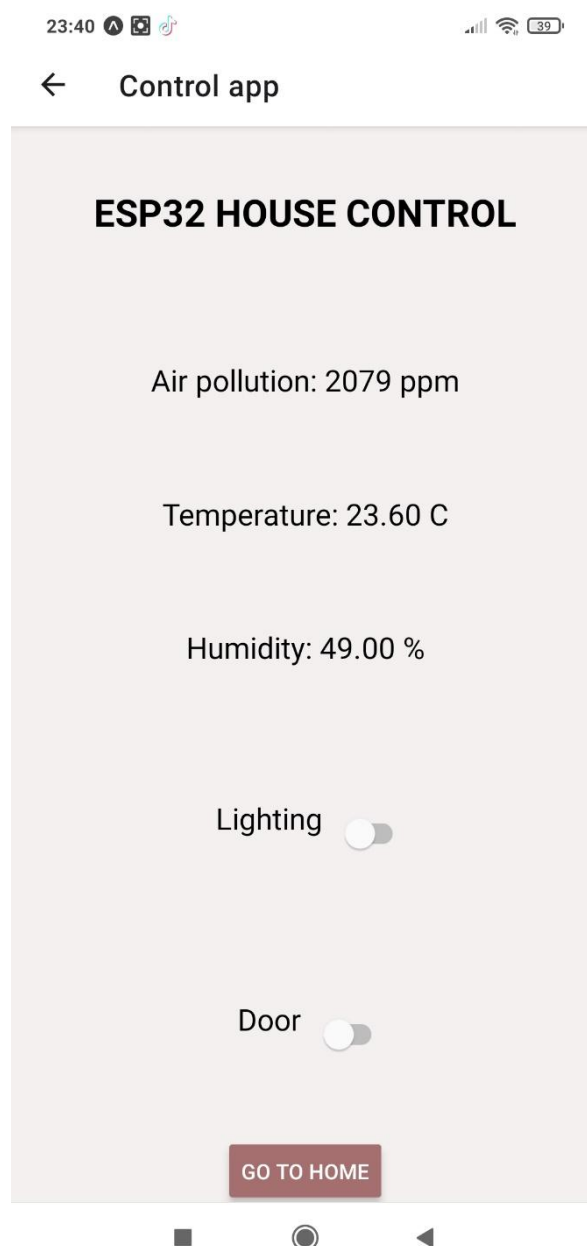 23:40
39
Control app
ESP32 HOUSE CONTROL
Air pollution: 2079 ppm
Temperature: 23.60 C
Humidity: 49.00 %
Lighting
Door
GO TO HOME